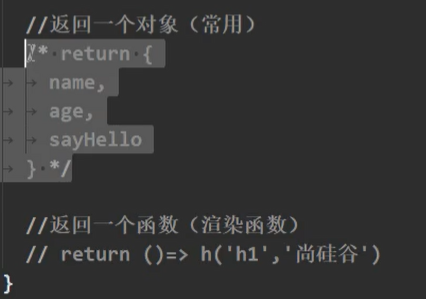 //返回一个对象（常用）
/* return {
name,
age,
sayHello
} */
//返回一个函数（渲染函数）
// return ()=> h('h1','尚硅谷')
}